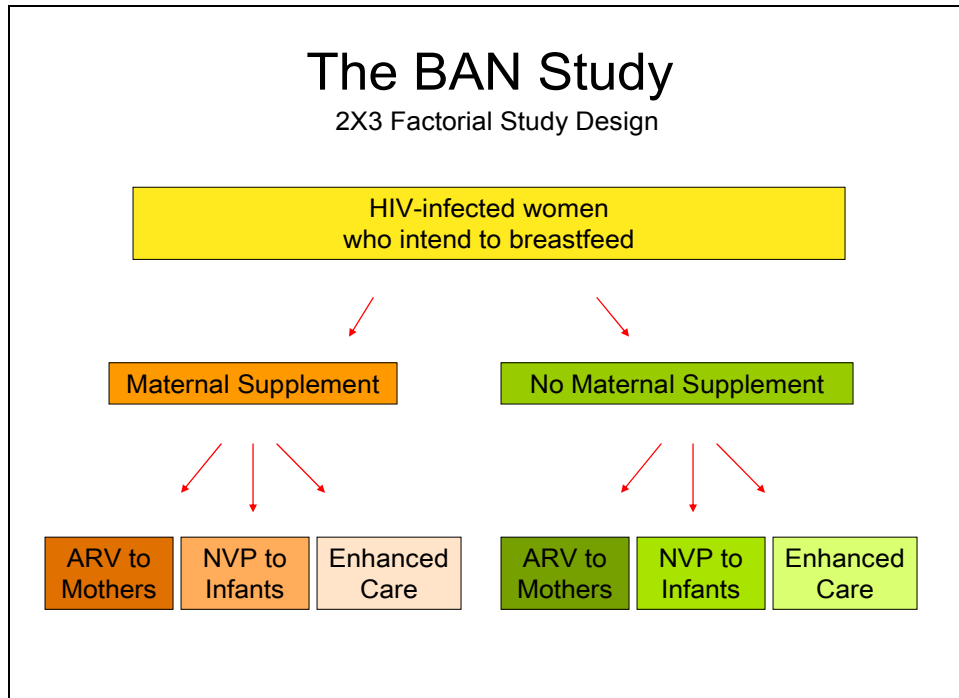 The BAN Study
2X3 Factorial Study Design
HIV-infected women
who intend to breastfeed
Maternal Supplement
No Maternal Supplement
ARV to
Mothers
NVP to
Infants
Enhanced
Care
ARV to
Mothers
NVP to
Infants
Enhanced
Care